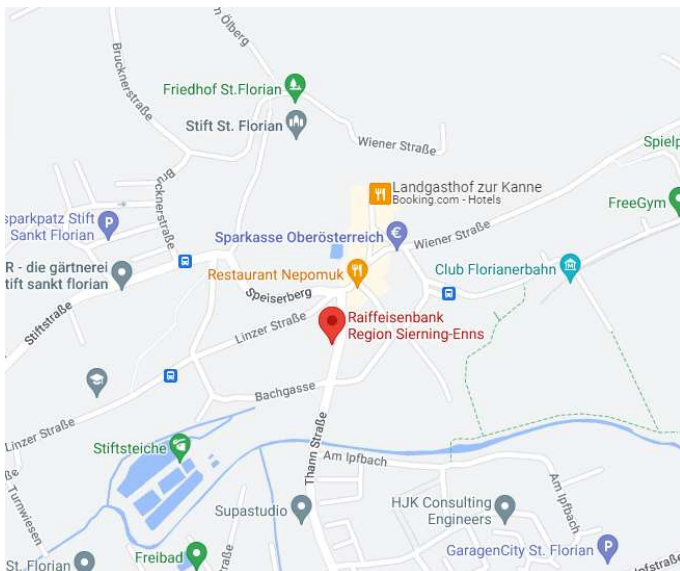 Ölberg
Brucknerstraße
Friedhof St.Florian
Stift St. Florian
Wiener Straße
Spielp
Brucknerstraße
Landgasthof zur Kanne
Booking.com - Hotels
FreeGym
sparkpatz Stift
Sankt Florian
P
Sparkasse Oberösterreich
€
Wiener Straße
R - die gärtnerei
tift sankt florian
Restaurant Nepomuk
Club Florianerbahn
Speiserberg
Stiftstraße
Linzer Straße
Raiffeisenbank
Region Sierning-Enns
Bachgasse
Linzer Straße
Thann Straße
Stiftsteiche
Am Ipfbach
Turnwiesen
Supastudio
HJK Consulting
Engineers
Am Ipfbach
St. Florian
Freibad
GaragenCity St. Florian
P
ofstraße